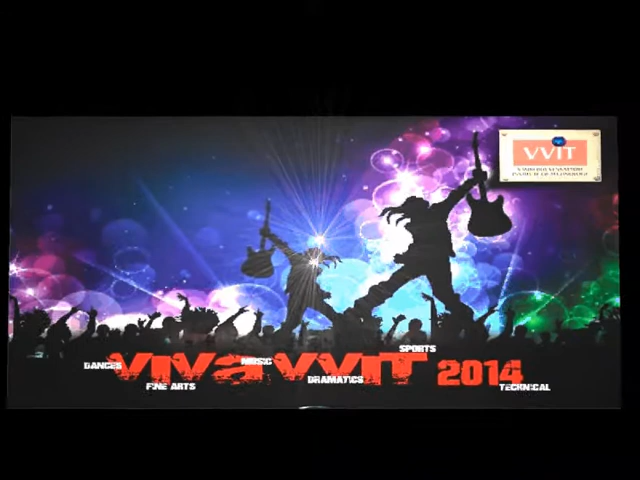 VVIT
SPORTS
DANCES
VIVA VVIT 2014
MUSIC
FINE ARTS
DRAMATICS
TECHNICAL